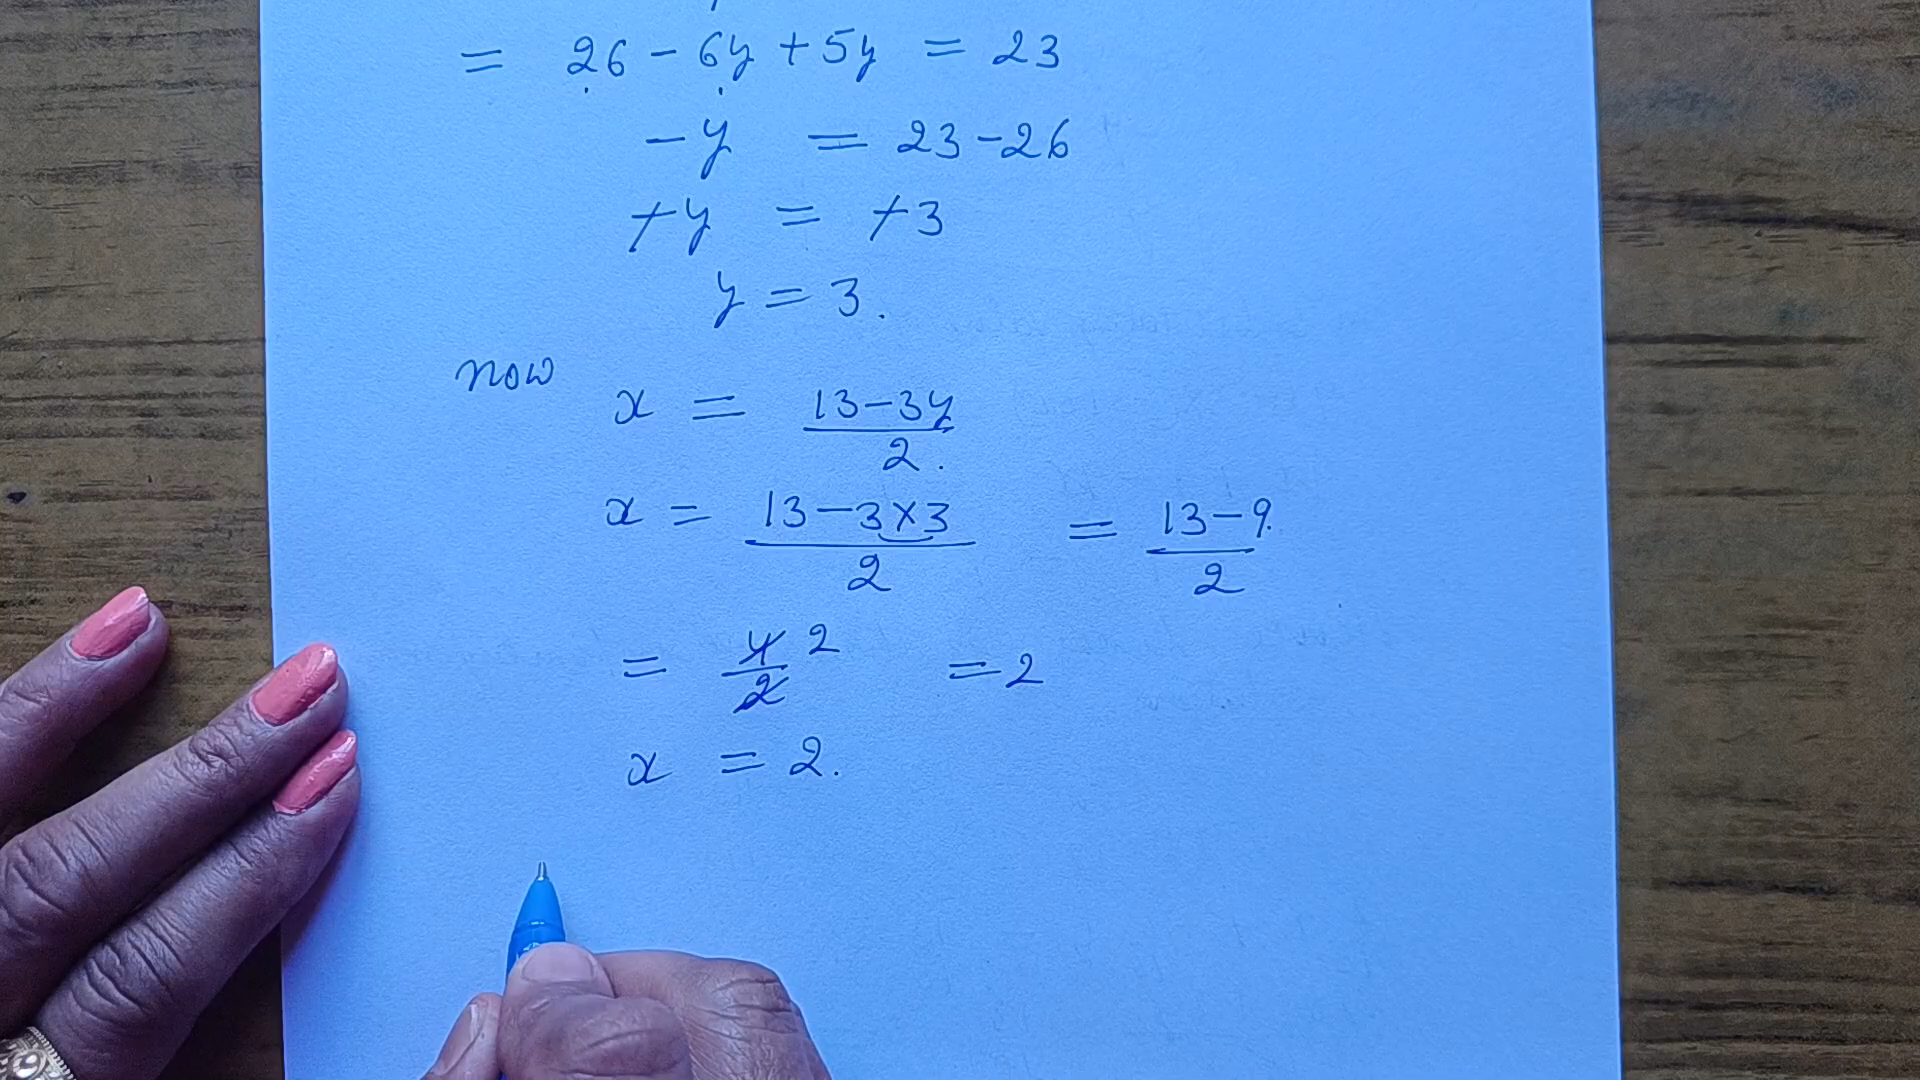 = 26 - 6y + 5y = 23
-y = 23 - 26
+y = +3
y = 3.
now
x = 13-3y/2.
x = 13-3×3/2 = 13-9/2
= 4/2 2 = 2
x = 2.